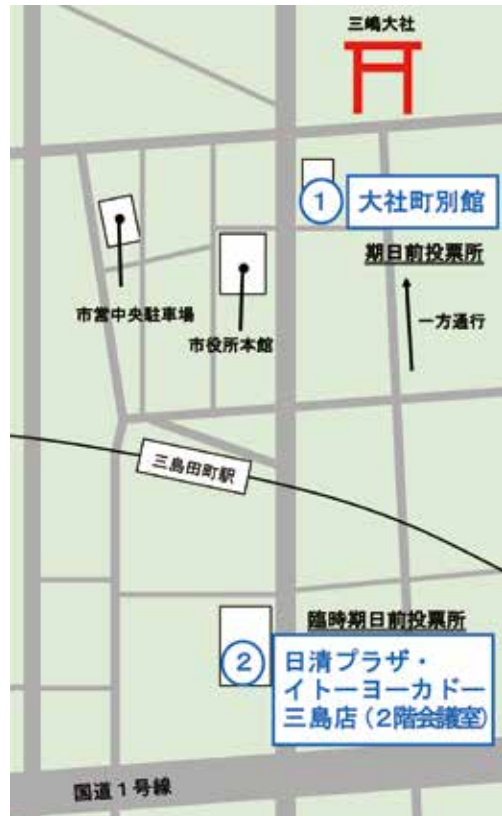 三嶋大社
① 大社町別館
期日前投票所
一方通行
市営中央駐車場
市役所本館
三島田町駅
臨時期日前投票所
②
日清プラザ・
イトーヨーカドー
三島店（2階会議室）
国道1号線